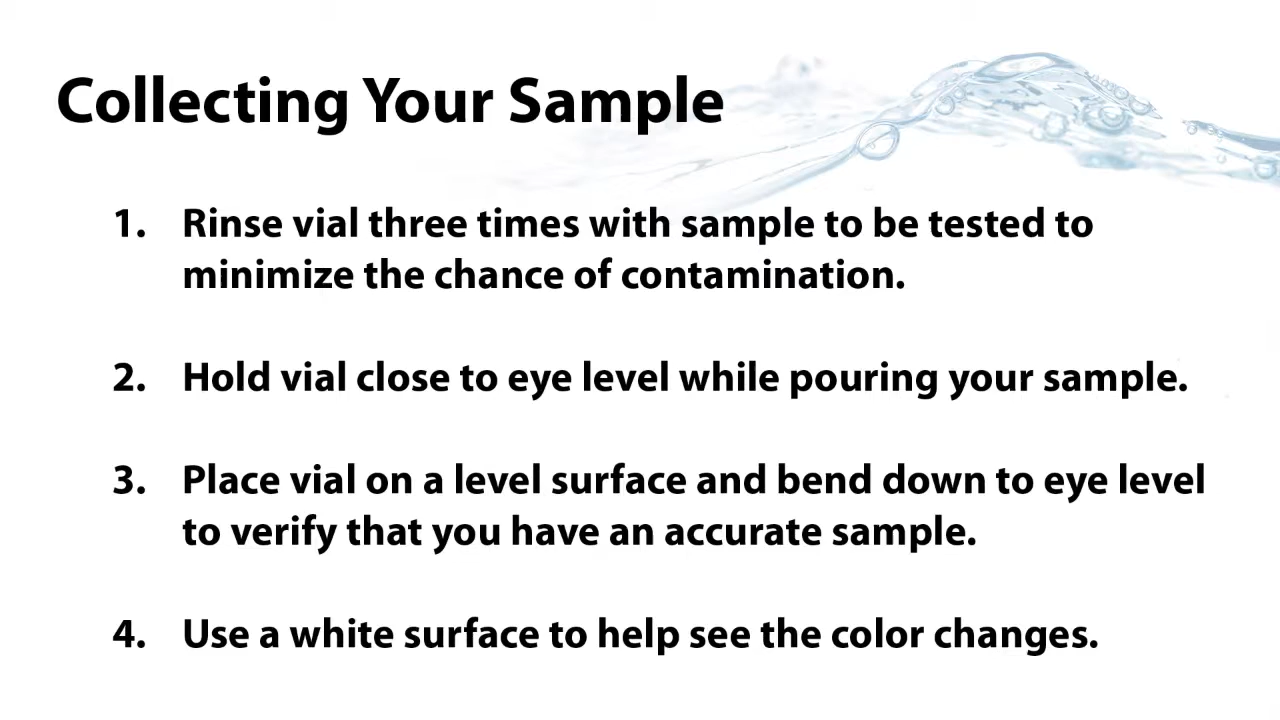 Collecting Your Sample
1. Rinse vial three times with sample to be tested to
minimize the chance of contamination.
2. Hold vial close to eye level while pouring your sample.
3. Place vial on a level surface and bend down to eye level
to verify that you have an accurate sample.
4. Use a white surface to help see the color changes.